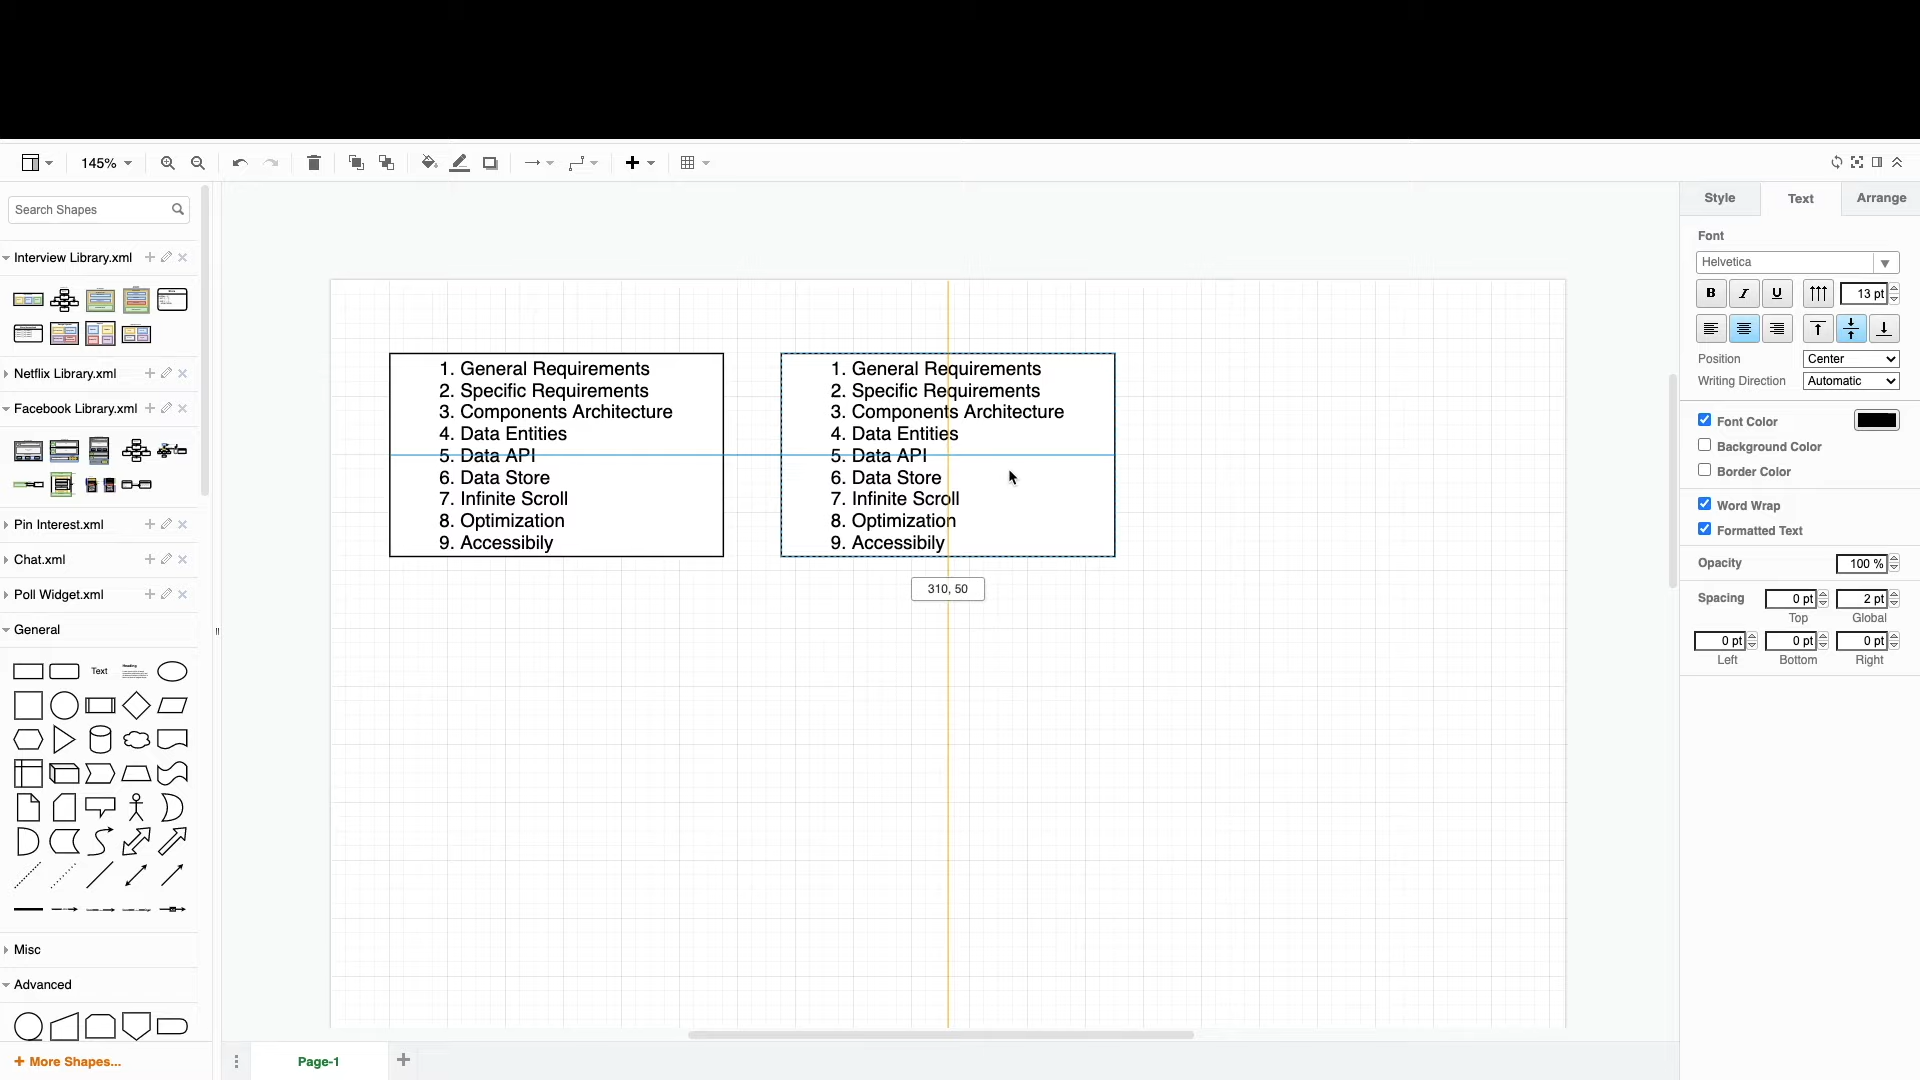 145%
Search Shapes
Interview Library.xml
Netflix Library.xml
Facebook Library.xml
Pin Interest.xml
Chat.xml
Poll Widget.xml
General
Text
Heading
Misc
Advanced
+ More Shapes...
1. General Requirements
2. Specific Requirements
3. Components Architecture
4. Data Entities
5. Data API
6. Data Store
7. Infinite Scroll
8. Optimization
9. Accessibily
1. General Requirements
2. Specific Requirements
3. Components Architecture
4. Data Entities
5. Data API
6. Data Store
7. Infinite Scroll
8. Optimization
9. Accessibily
310, 50
Page-1
Style
Text
Arrange
Font
Helvetica
B I U 13 pt
Position Center
Writing Direction Automatic
Font Color
Background Color
Border Color
Word Wrap
Formatted Text
Opacity 100 %
Spacing 0 pt 2 pt
Top Global
0 pt 0 pt 0 pt
Left Bottom Right